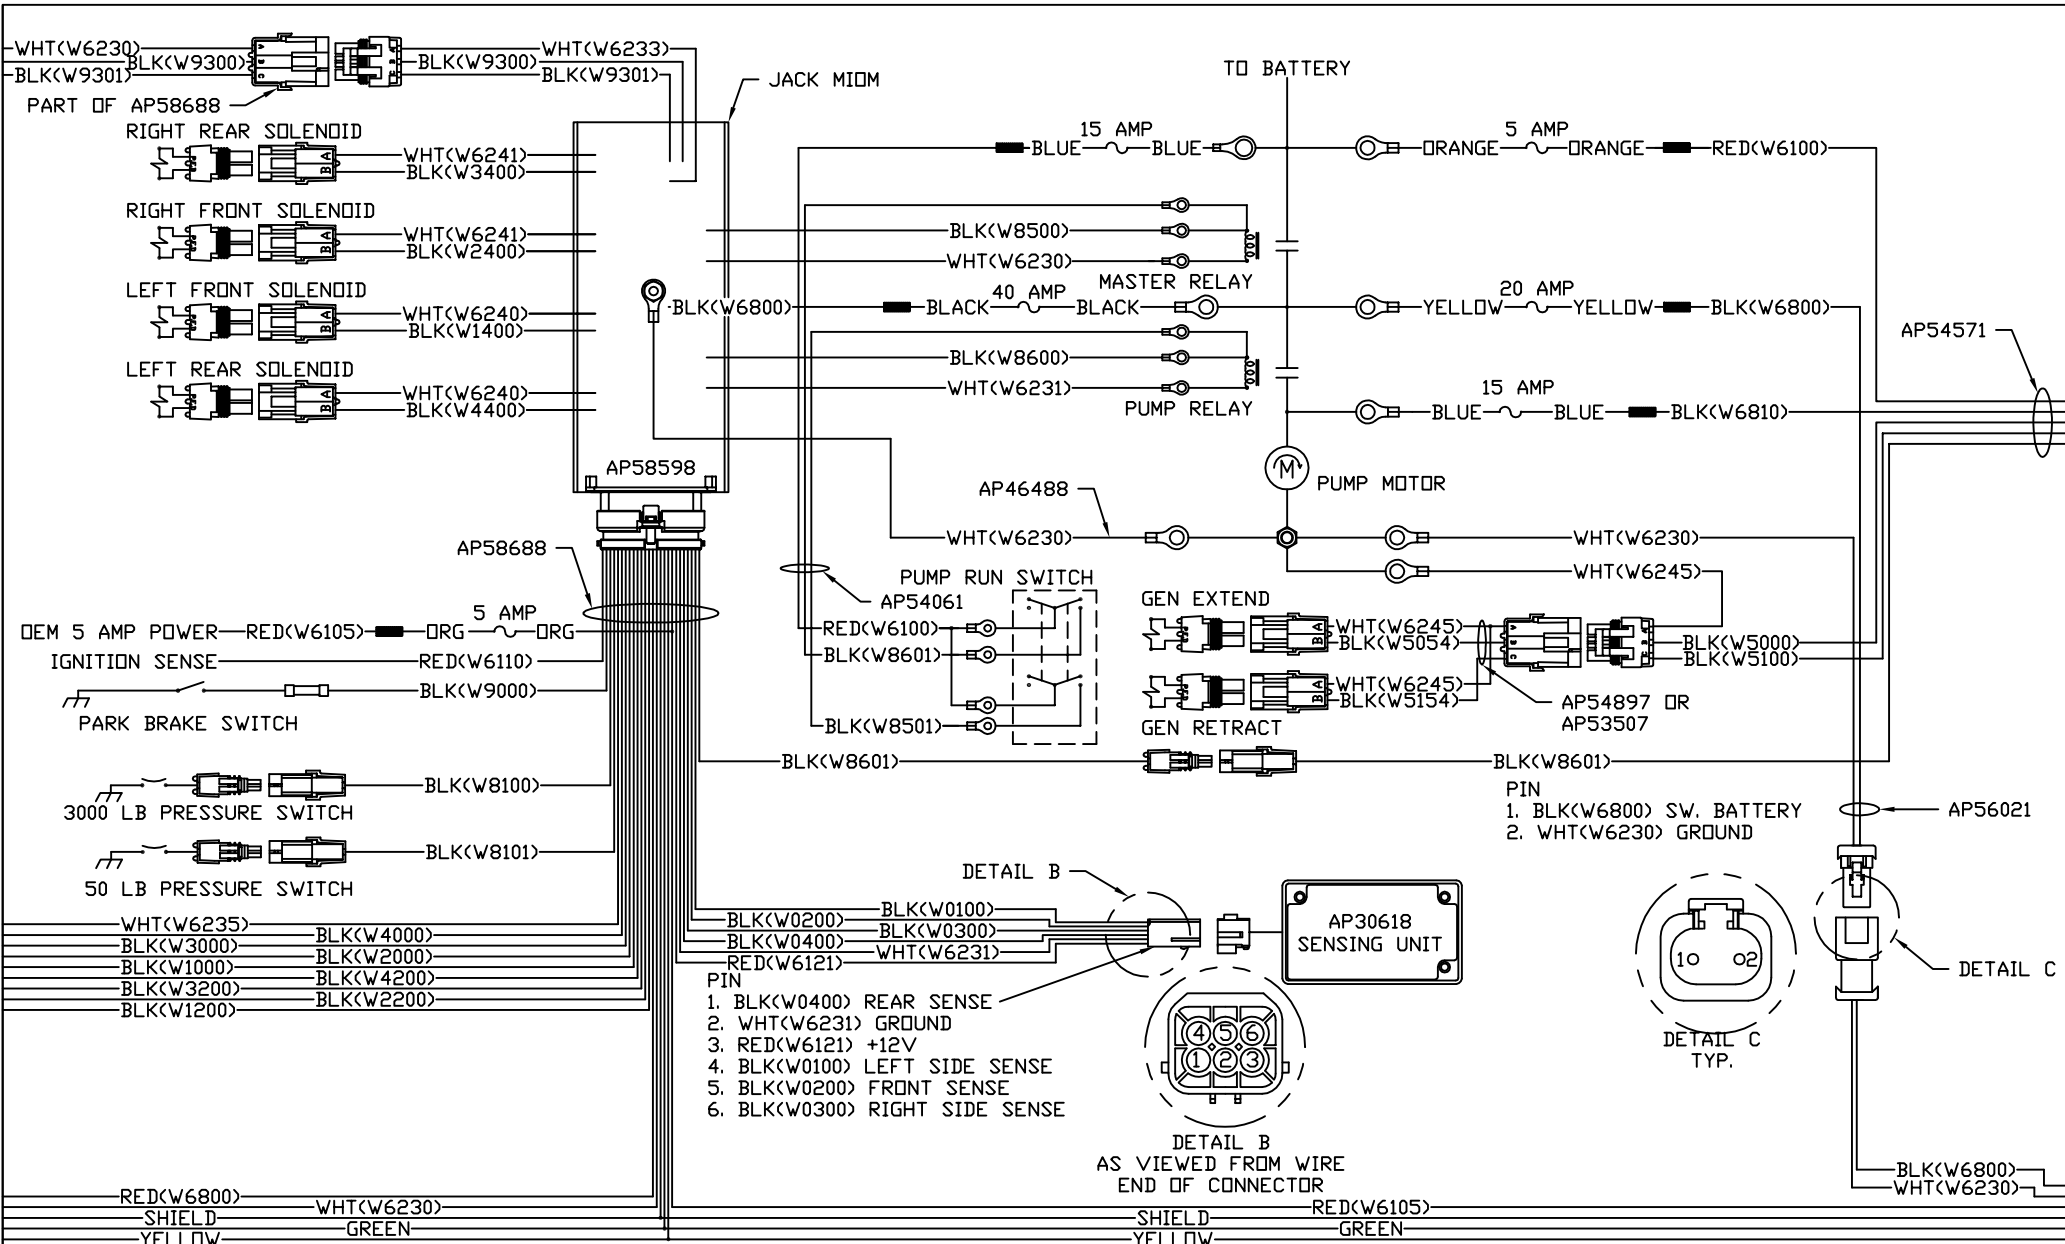 WHT(W6230)
BLK(W9300)
BLK(W9301)
WHT(W6233)
BLK(W9300)
BLK(W9301)
PART OF AP58688
JACK MIOM
TO BATTERY
RIGHT REAR SOLENOID
A
B
WHT(W6241)
BLK(W3400)
RIGHT FRONT SOLENOID
A
B
WHT(W6241)
BLK(W2400)
LEFT FRONT SOLENOID
A
B
WHT(W6240)
BLK(W1400)
LEFT REAR SOLENOID
A
B
WHT(W6240)
BLK(W4400)
15 AMP
BLUE
BLUE
5 AMP
ORANGE
ORANGE
RED(W6100)
BLK(W8500)
WHT(W6230)
MASTER RELAY
BLK(W6800)
40 AMP
BLACK
BLACK
20 AMP
YELLOW
YELLOW
BLK(W6800)
AP54571
BLK(W8600)
WHT(W6231)
PUMP RELAY
15 AMP
BLUE
BLUE
BLK(W6810)
AP58598
M
PUMP MOTOR
AP46488
WHT(W6230)
WHT(W6230)
WHT(W6245)
AP58688
AP54061
PUMP RUN SWITCH
RED(W6100)
BLK(W8601)
BLK(W8501)
OEM 5 AMP POWER
RED(W6105)
ORG
5 AMP
ORG
IGNITION SENSE
RED(W6110)
BLK(W9000)
PARK BRAKE SWITCH
GEN EXTEND
A
B
WHT(W6245)
BLK(W5054)
WHT(W6245)
BLK(W5154)
A
B
GEN RETRACT
BLK(W5000)
BLK(W5100)
AP54897 OR
AP53507
BLK(W8601)
BLK(W8601)
BLK(W8100)
3000 LB PRESSURE SWITCH
BLK(W8101)
50 LB PRESSURE SWITCH
PIN
1. BLK(W6800) SW. BATTERY
2. WHT(W6230) GROUND
AP56021
WHT(W6235)
BLK(W4000)
BLK(W3000)
BLK(W2000)
BLK(W1000)
BLK(W4200)
BLK(W3200)
BLK(W2200)
BLK(W1200)
DETAIL B
BLK(W0100)
BLK(W0200)
BLK(W0300)
BLK(W0400)
WHT(W6231)
RED(W6121)
AP30618
SENSING UNIT
PIN
1. BLK(W0400) REAR SENSE
2. WHT(W6231) GROUND
3. RED(W6121) +12V
4. BLK(W0100) LEFT SIDE SENSE
5. BLK(W0200) FRONT SENSE
6. BLK(W0300) RIGHT SIDE SENSE
4 5 6
1 2 3
DETAIL B
AS VIEWED FROM WIRE
END OF CONNECTOR
1 2
DETAIL C
TYP.
DETAIL C
BLK(W6800)
WHT(W6230)
RED(W6800)
WHT(W6230)
RED(W6105)
SHIELD
SHIELD
GREEN
GREEN
YELLOW
YELLOW